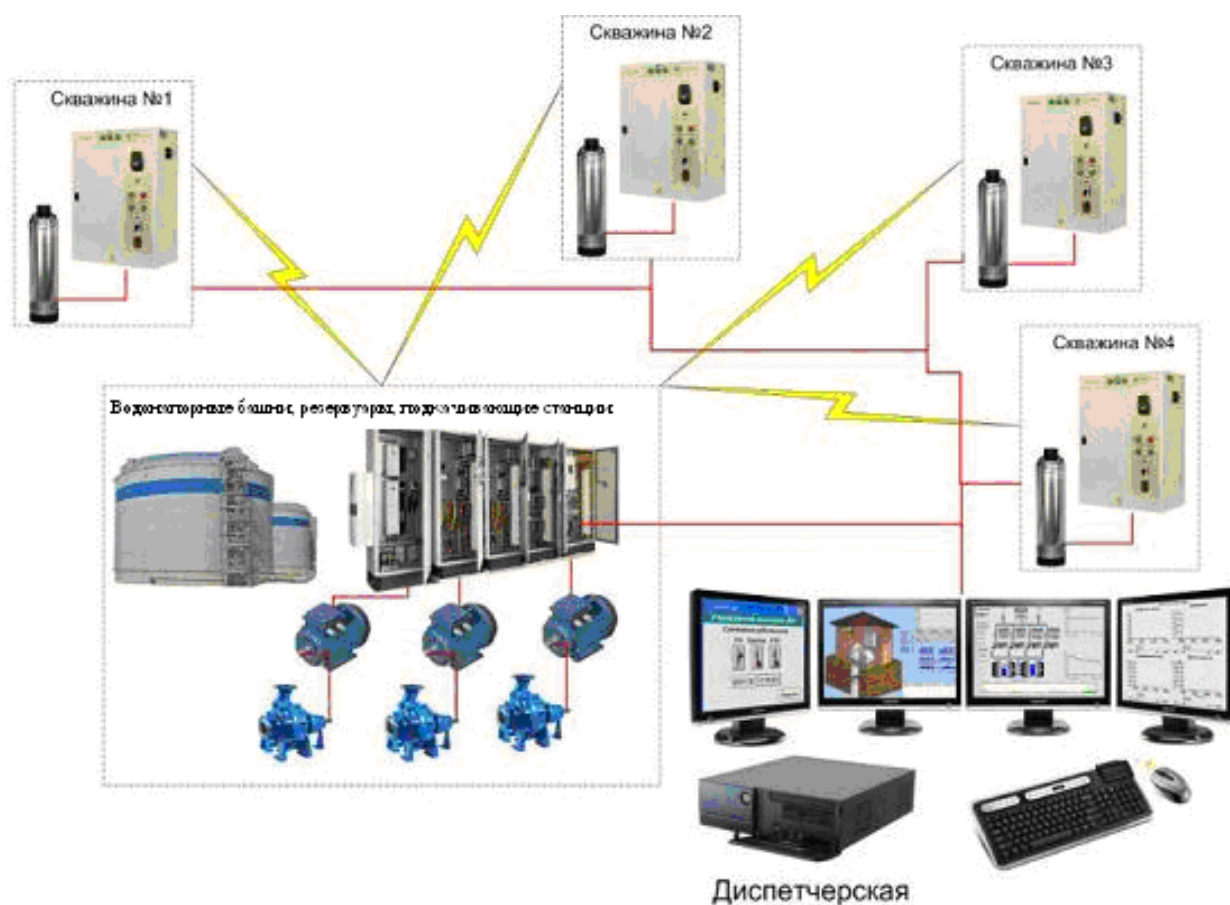 Скважина №2
Скважина №3
Скважина №1
Скважина №4
Водонапорные башни, резервуары, подкачивающие станции
Диспетчерская